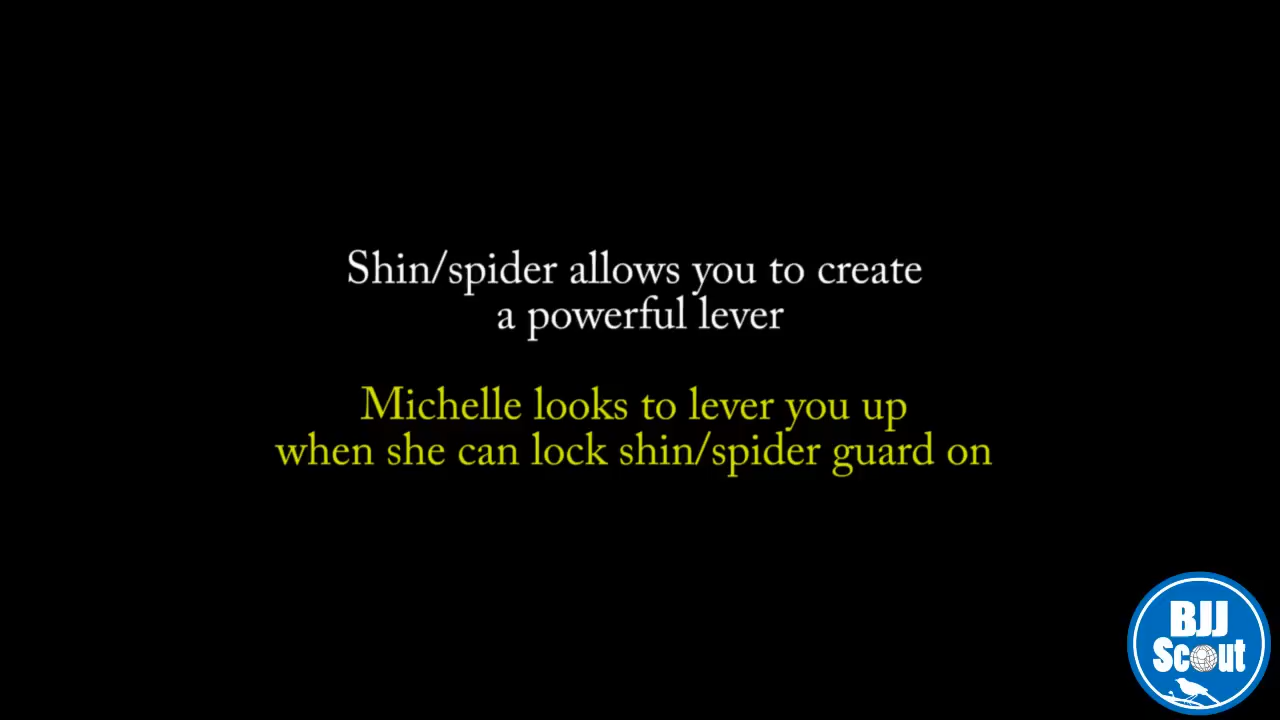 Shin/spider allows you to create
a powerful lever
Michelle looks to lever you up
when she can lock shin/spider guard on
BJJ
Scout